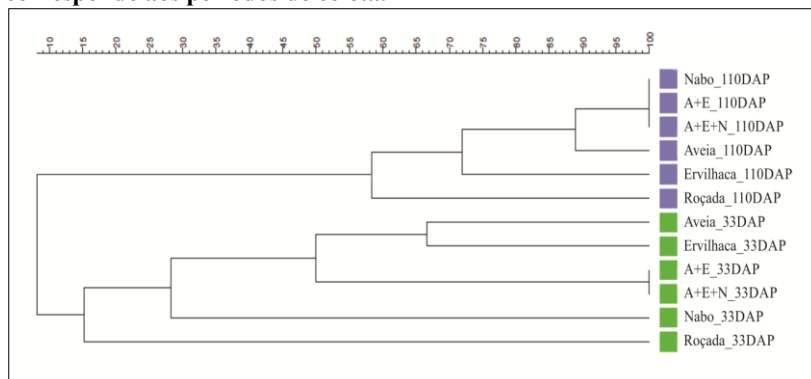 corresponde aos períodos de coleta.
10 15 20 25 30 35 40 45 50 55 60 65 70 75 80 85 90 95 100
Nabo_110DAP
A+E_110DAP
A+E+N_110DAP
Aveia_110DAP
Ervilhaca_110DAP
Roçada_110DAP
Aveia_33DAP
Ervilhaca_33DAP
A+E_33DAP
A+E+N_33DAP
Nabo_33DAP
Roçada_33DAP